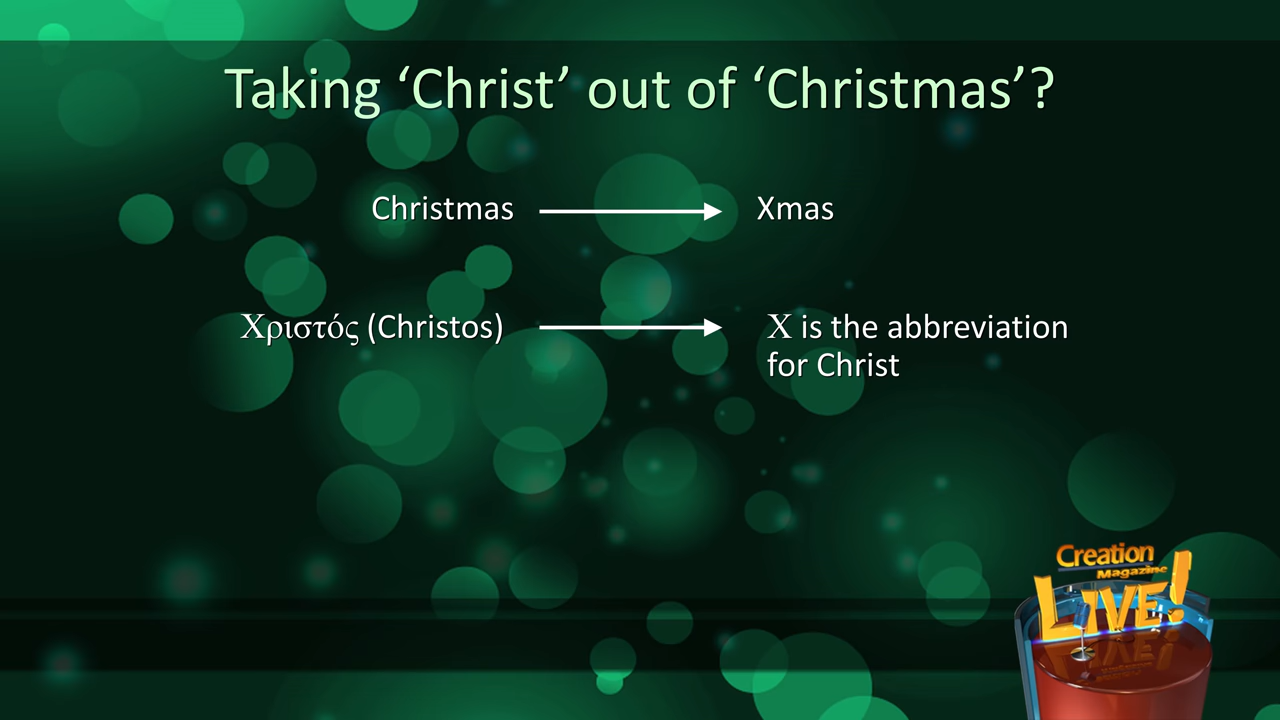 Taking ‘Christ’ out of ‘Christmas’?
Christmas
Xmas
Χριστός (Christos)
Χ is the abbreviation
for Christ
Creation
Magazine
LIVE!